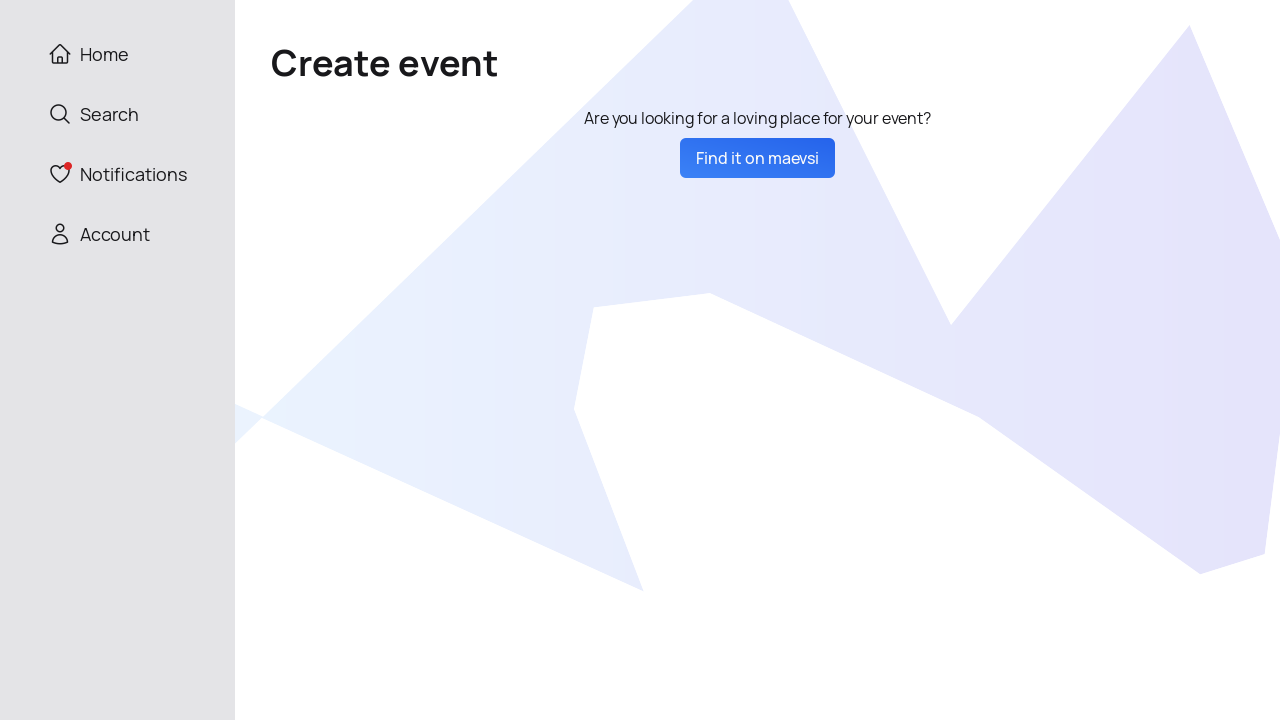 Home
Search
Notifications
Account
Create event
Are you looking for a loving place for your event?
Find it on maevsi